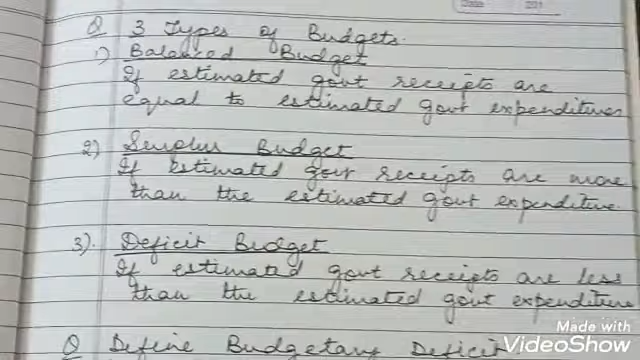 Q 3 Types of Budgets.
1) Balanced Budget
If estimated govt receipts are
equal to estimated govt expenditures
2) Surplus Budget
If estimated govt receipts are more
than the estimated govt expenditure.
3). Deficit Budget
If estimated govt receipts are less
than the estimated govt expenditure
Q Define Budgetary Deficit
Made with
VideoShow